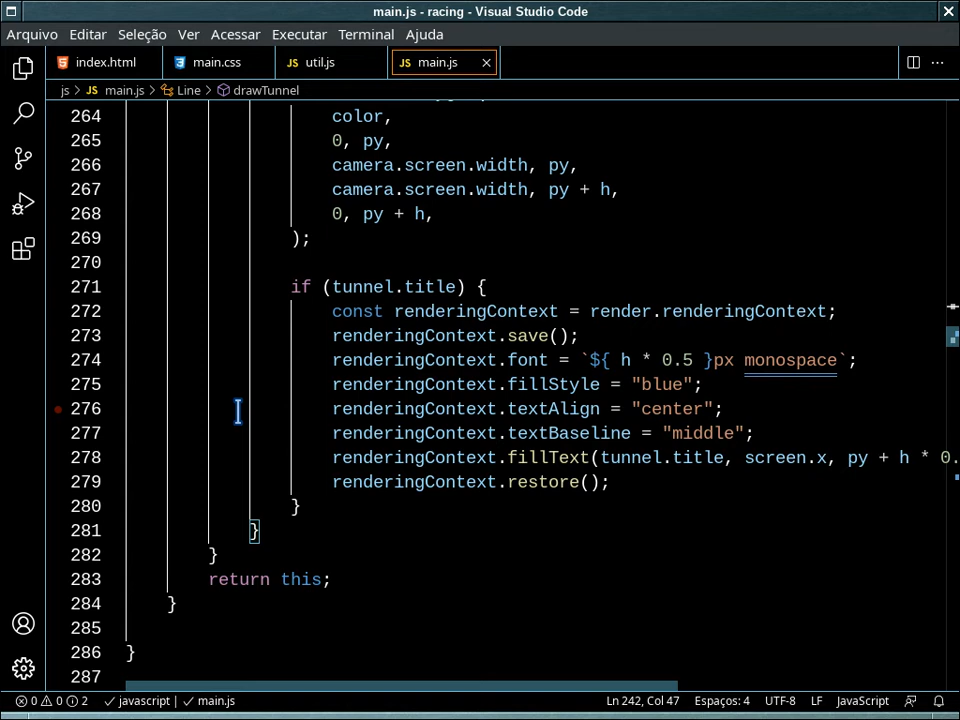 main.js - racing - Visual Studio Code
Arquivo Editar Seleção Ver Acessar Executar Terminal Ajuda
index.html main.css JS util.js JS main.js
js > JS main.js > Line > drawTunnel
264 color,
265 0, py,
266 camera.screen.width, py,
267 camera.screen.width, py + h,
268 0, py + h,
269 );
270
271 if (tunnel.title) {
272 const renderingContext = render.renderingContext;
273 renderingContext.save();
274 renderingContext.font = `${ h * 0.5 }px monospace`;
275 renderingContext.fillStyle = "blue";
276 renderingContext.textAlign = "center";
277 renderingContext.textBaseline = "middle";
278 renderingContext.fillText(tunnel.title, screen.x, py + h * 0.
279 renderingContext.restore();
280 }
281 }
282 }
283 return this;
284 }
285
286 }
287
0 0 2 javascript | main.js Ln 242, Col 47 Espaços: 4 UTF-8 LF JavaScript